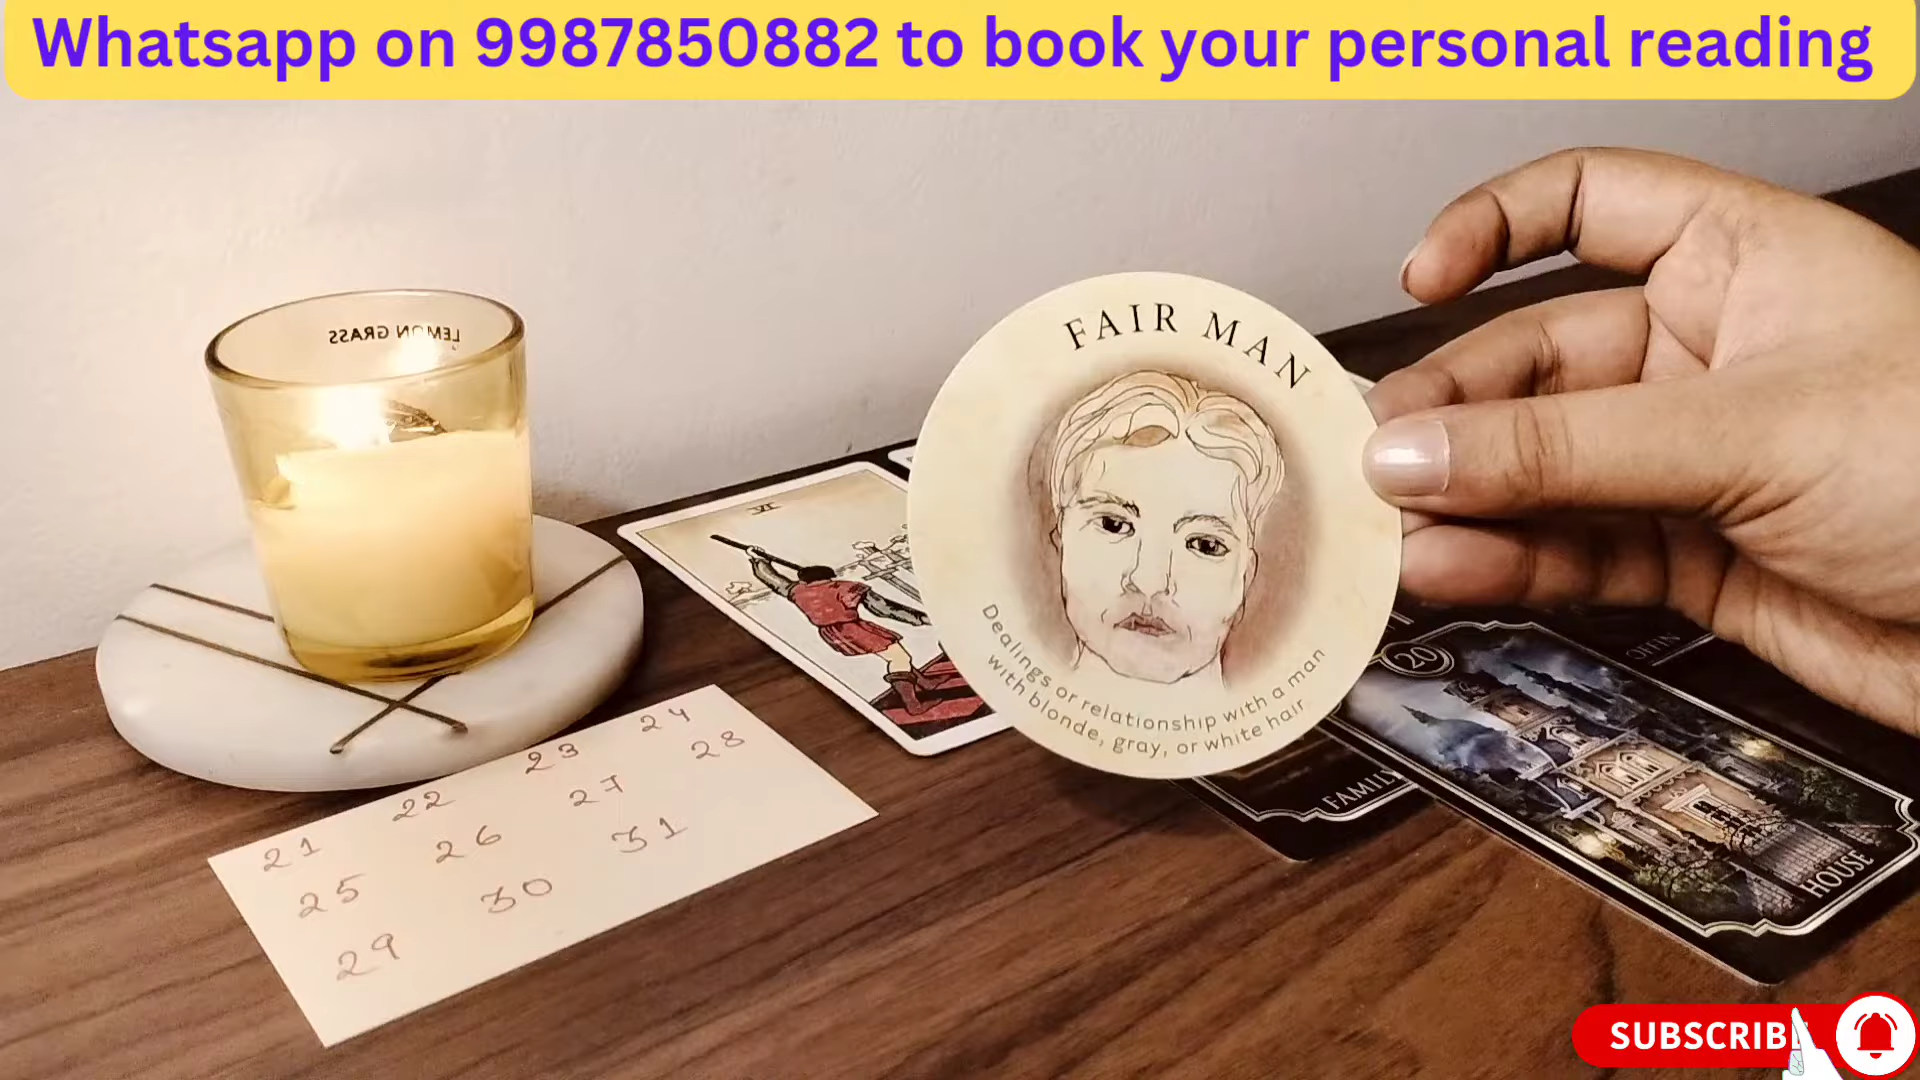 Whatsapp on 9987850882 to book your personal reading
LEMON GRASS
FAIR MAN
Dealings or relationship with a man
with blonde, gray, or white hair.
21 22 23 24
25 26 27 28
29 30 31
20
FAMILY
HOUSE
SUBSCRIB